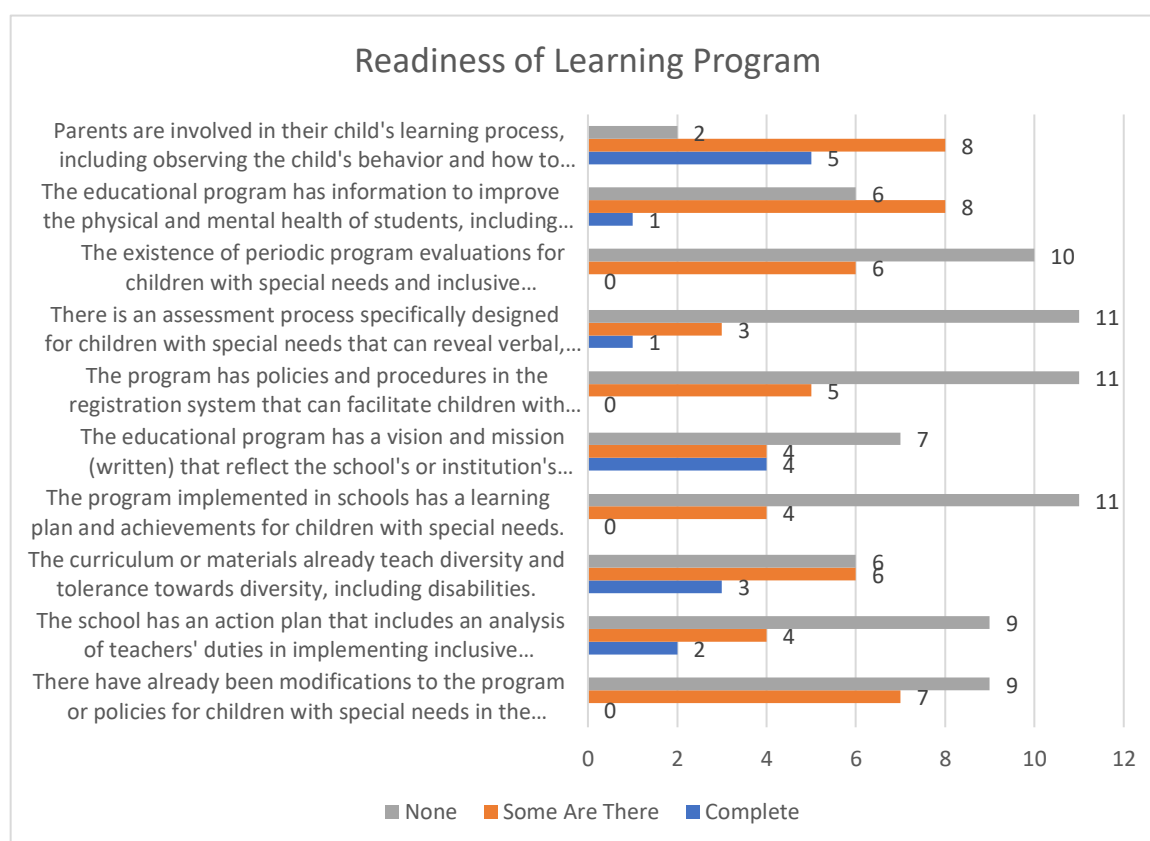 Readiness of Learning Program
Parents are involved in their child's learning process,
including observing the child's behavior and how to...
2
8
5
The educational program has information to improve
the physical and mental health of students, including...
6
8
1
The existence of periodic program evaluations for
children with special needs and inclusive...
10
6
0
There is an assessment process specifically designed
for children with special needs that can reveal verbal,...
11
3
1
The program has policies and procedures in the
registration system that can facilitate children with...
11
5
0
The educational program has a vision and mission
(written) that reflect the school's or institution's...
7
4
4
The program implemented in schools has a learning
plan and achievements for children with special needs.
11
4
0
The curriculum or materials already teach diversity and
tolerance towards diversity, including disabilities.
6
6
3
The school has an action plan that includes an analysis
of teachers' duties in implementing inclusive...
9
4
2
There have already been modifications to the program
or policies for children with special needs in the...
9
7
0
0 2 4 6 8 10 12
None Some Are There Complete